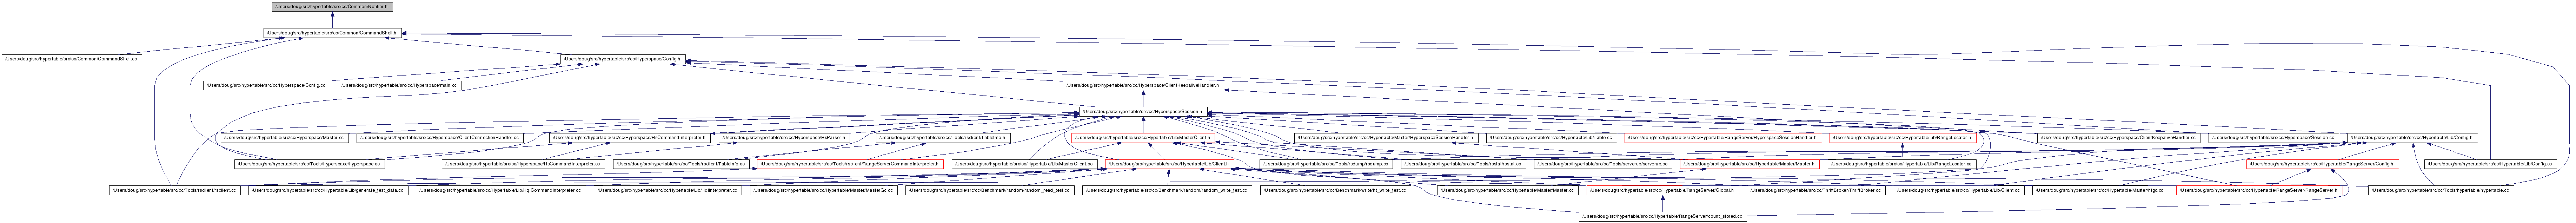 /Users/doug/src/hypertable/src/cc/Common/Notifier.h
/Users/doug/src/hypertable/src/cc/Common/CommandShell.h
/Users/doug/src/hypertable/src/cc/Common/CommandShell.cc
/Users/doug/src/hypertable/src/cc/Hyperspace/Config.h
/Users/doug/src/hypertable/src/cc/Hyperspace/Config.cc
/Users/doug/src/hypertable/src/cc/Hyperspace/main.cc
/Users/doug/src/hypertable/src/cc/Hyperspace/ClientKeepaliveHandler.h
/Users/doug/src/hypertable/src/cc/Hyperspace/Session.h
/Users/doug/src/hypertable/src/cc/Hyperspace/Master.cc
/Users/doug/src/hypertable/src/cc/Hyperspace/ClientConnectionHandler.cc
/Users/doug/src/hypertable/src/cc/Hyperspace/HsCommandInterpreter.h
/Users/doug/src/hypertable/src/cc/Hyperspace/HsParser.h
/Users/doug/src/hypertable/src/cc/Tools/rsclient/TableInfo.h
/Users/doug/src/hypertable/src/cc/Hypertable/Lib/MasterClient.h
/Users/doug/src/hypertable/src/cc/Hypertable/Master/HyperspaceSessionHandler.h
/Users/doug/src/hypertable/src/cc/Hypertable/Lib/Table.cc
/Users/doug/src/hypertable/src/cc/Hypertable/RangeServer/HyperspaceSessionHandler.h
/Users/doug/src/hypertable/src/cc/Hypertable/Lib/RangeLocator.h
/Users/doug/src/hypertable/src/cc/Hyperspace/ClientKeepaliveHandler.cc
/Users/doug/src/hypertable/src/cc/Hyperspace/Session.cc
/Users/doug/src/hypertable/src/cc/Hypertable/Lib/Config.h
/Users/doug/src/hypertable/src/cc/Tools/hyperspace/hyperspace.cc
/Users/doug/src/hypertable/src/cc/Hyperspace/HsCommandInterpreter.cc
/Users/doug/src/hypertable/src/cc/Tools/rsclient/TableInfo.cc
/Users/doug/src/hypertable/src/cc/Tools/rsclient/RangeServerCommandInterpreter.h
/Users/doug/src/hypertable/src/cc/Hypertable/Lib/MasterClient.cc
/Users/doug/src/hypertable/src/cc/Hypertable/Lib/Client.h
/Users/doug/src/hypertable/src/cc/Tools/rsdump/rsdump.cc
/Users/doug/src/hypertable/src/cc/Tools/rsstat/rsstat.cc
/Users/doug/src/hypertable/src/cc/Tools/serverup/serverup.cc
/Users/doug/src/hypertable/src/cc/Hypertable/Master/Master.h
/Users/doug/src/hypertable/src/cc/Hypertable/Lib/RangeLocator.cc
/Users/doug/src/hypertable/src/cc/Hypertable/RangeServer/Config.h
/Users/doug/src/hypertable/src/cc/Hypertable/Lib/Config.cc
/Users/doug/src/hypertable/src/cc/Tools/rsclient/rsclient.cc
/Users/doug/src/hypertable/src/cc/Hypertable/Lib/generate_test_data.cc
/Users/doug/src/hypertable/src/cc/Hypertable/Lib/HqlCommandInterpreter.cc
/Users/doug/src/hypertable/src/cc/Hypertable/Lib/HqlInterpreter.cc
/Users/doug/src/hypertable/src/cc/Hypertable/Master/MasterGc.cc
/Users/doug/src/hypertable/src/cc/Benchmark/random/random_read_test.cc
/Users/doug/src/hypertable/src/cc/Benchmark/random/random_write_test.cc
/Users/doug/src/hypertable/src/cc/Benchmark/write/ht_write_test.cc
/Users/doug/src/hypertable/src/cc/Hypertable/Master/Master.cc
/Users/doug/src/hypertable/src/cc/Hypertable/RangeServer/Global.h
/Users/doug/src/hypertable/src/cc/ThriftBroker/ThriftBroker.cc
/Users/doug/src/hypertable/src/cc/Hypertable/Lib/Client.cc
/Users/doug/src/hypertable/src/cc/Hypertable/Master/htgc.cc
/Users/doug/src/hypertable/src/cc/Hypertable/RangeServer/RangeServer.h
/Users/doug/src/hypertable/src/cc/Tools/hypertable/hypertable.cc
/Users/doug/src/hypertable/src/cc/Hypertable/RangeServer/count_stored.cc